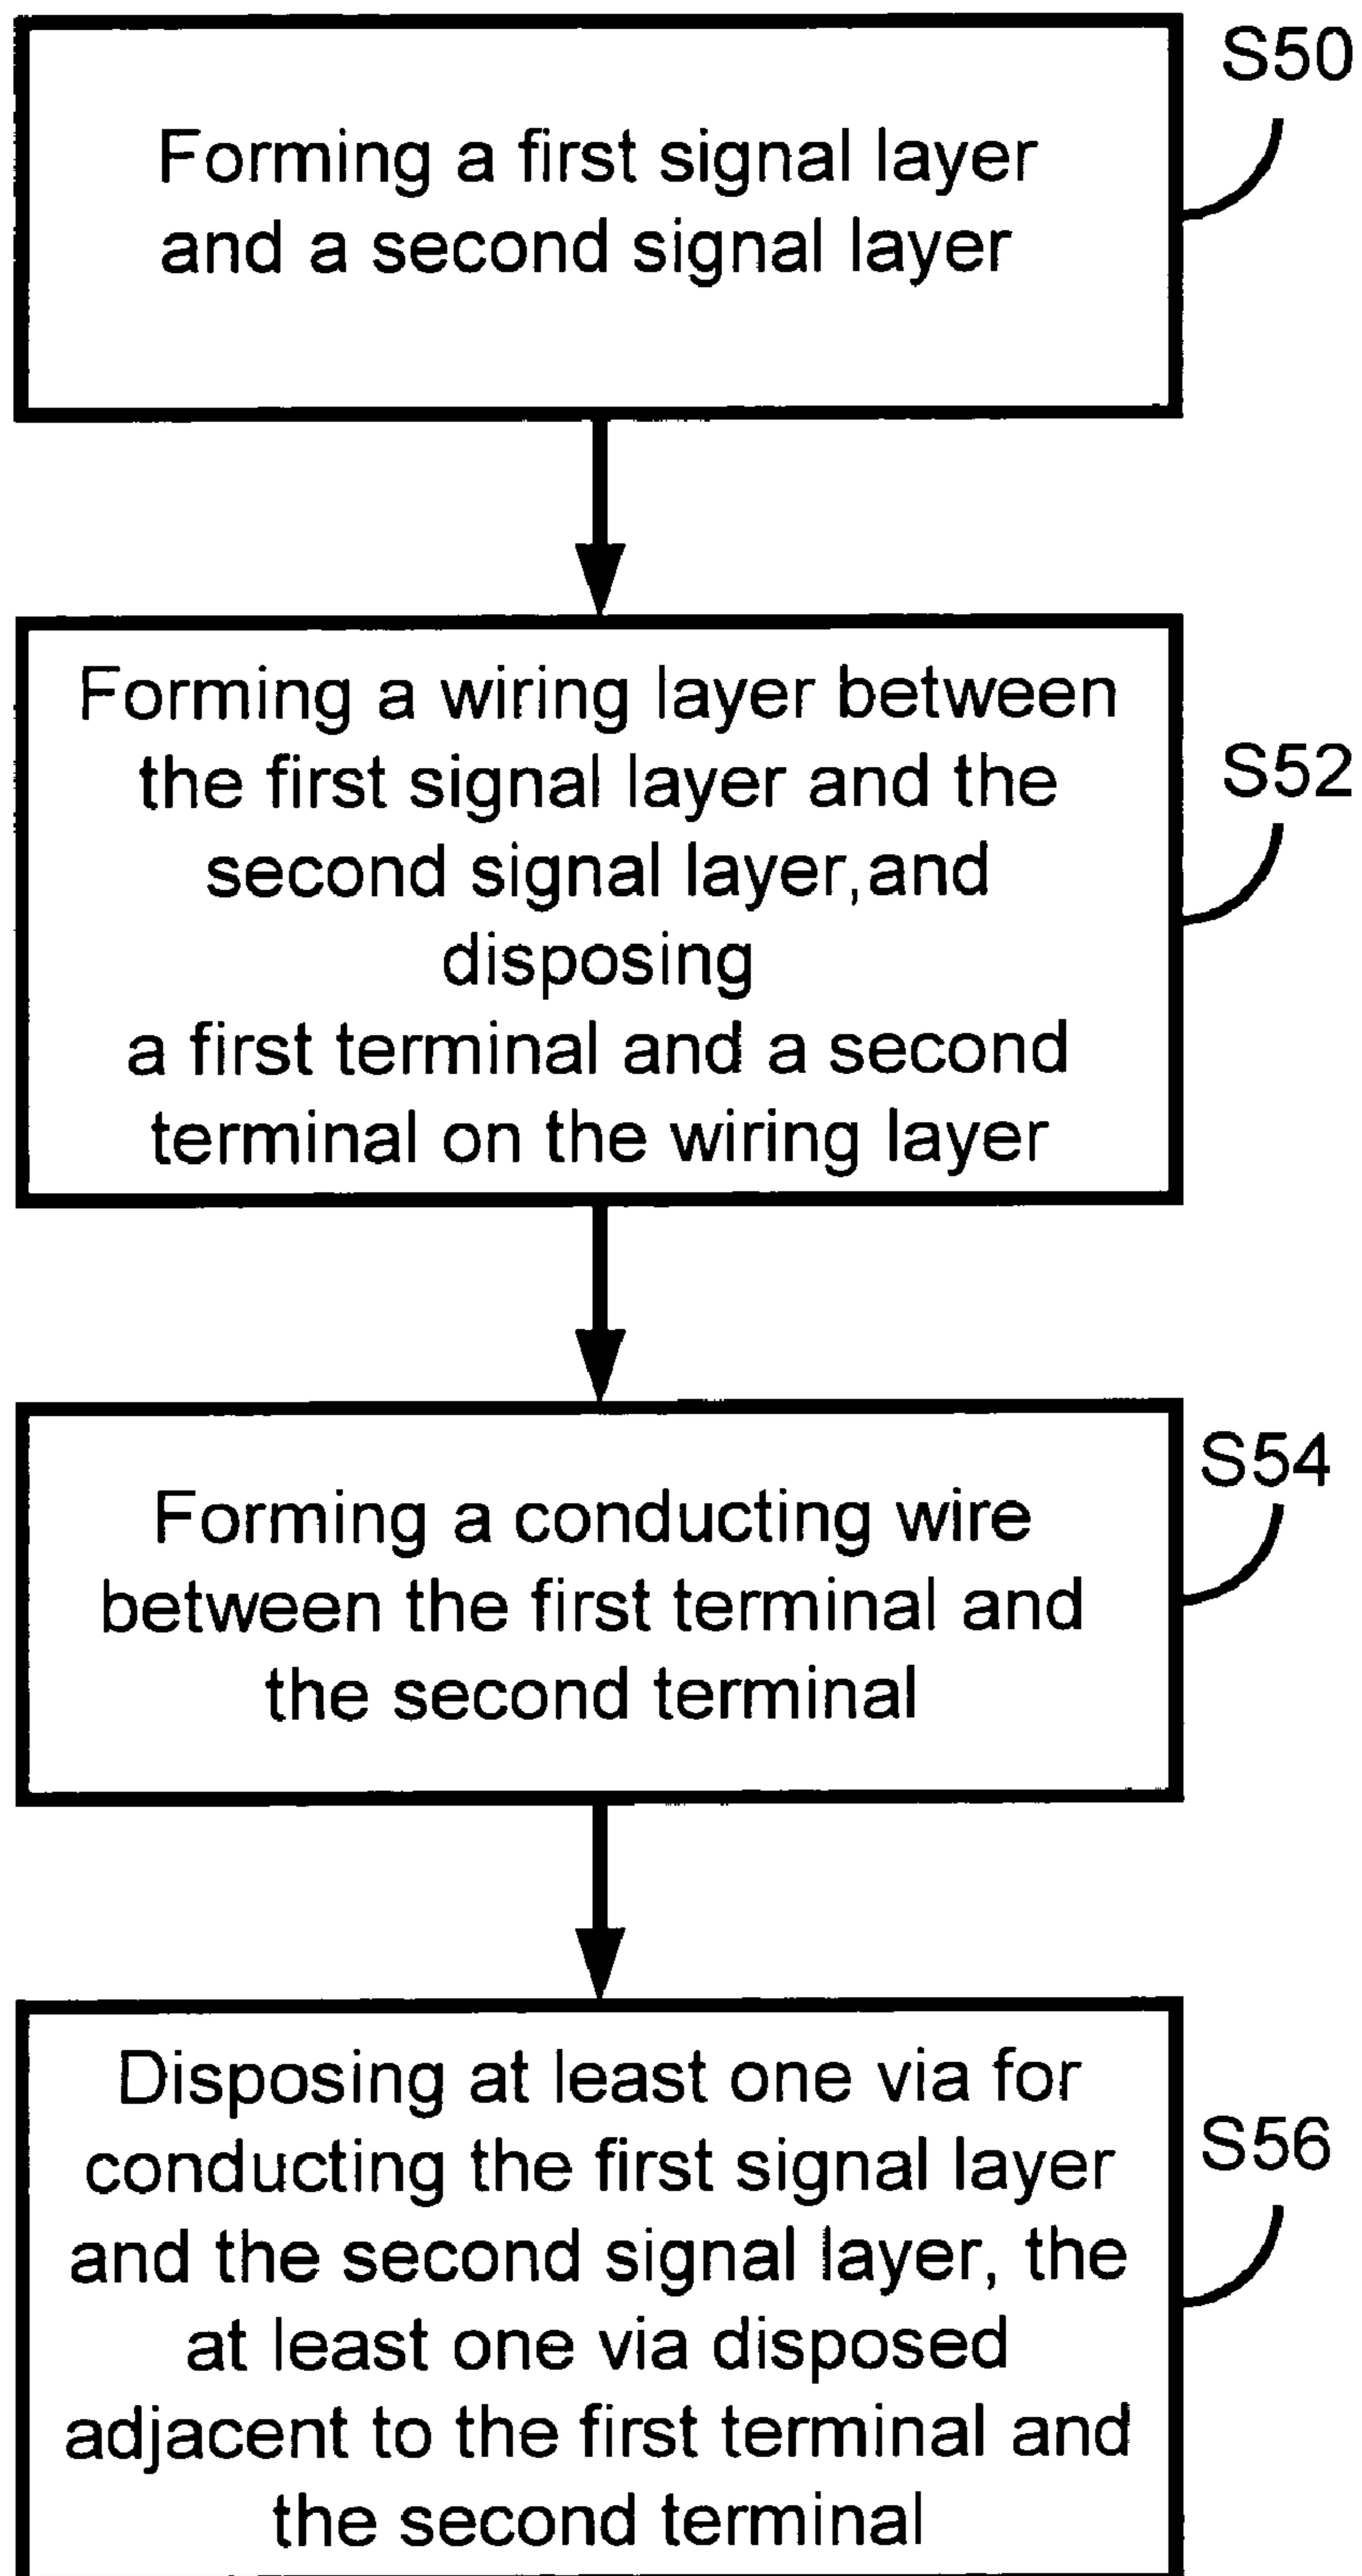 S50
Forming a first signal layer
and a second signal layer
Forming a wiring layer between
the first signal layer and the
second signal layer,and
disposing
a first terminal and a second
terminal on the wiring layer
S52
Forming a conducting wire
between the first terminal and
the second terminal
S54
Disposing at least one via for
conducting the first signal layer
and the second signal layer, the
at least one via disposed
adjacent to the first terminal and
the second terminal
S56